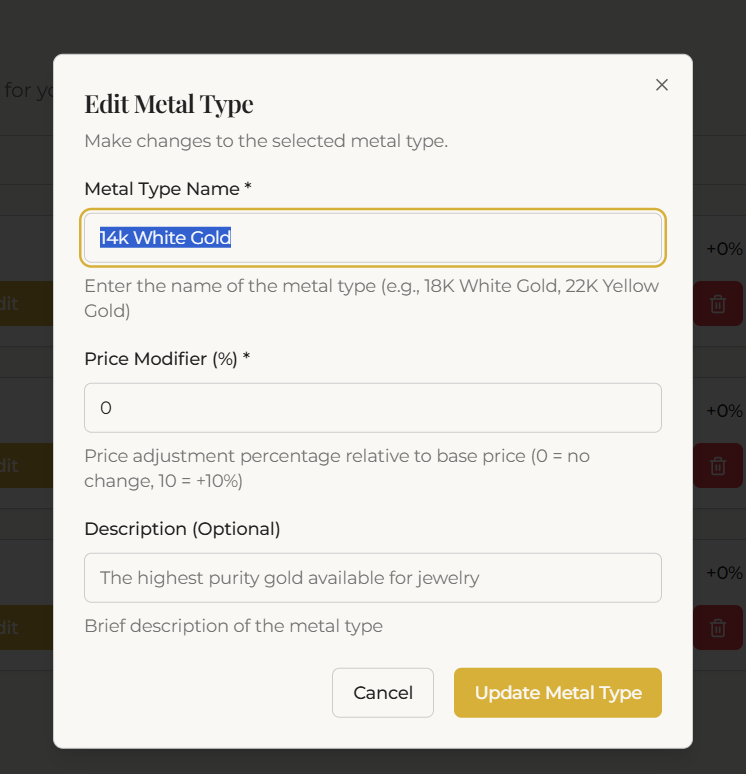 for yo
Edit Metal Type
Make changes to the selected metal type.
Metal Type Name *
14k White Gold
Enter the name of the metal type (e.g., 18K White Gold, 22K Yellow
Gold)
Price Modifier (%) *
0
Price adjustment percentage relative to base price (0 = no
change, 10 = +10%)
Description (Optional)
The highest purity gold available for jewelry
Brief description of the metal type
Cancel
Update Metal Type
+0%
dit
+0%
dit
+0%
dit